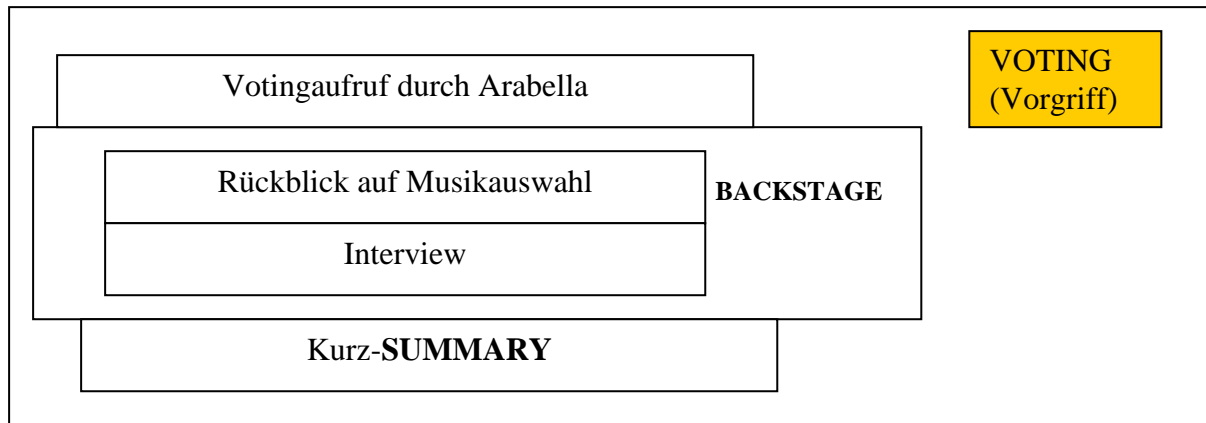 Votingaufruf durch Arabella
VOTING
(Vorgriff)
Rückblick auf Musikauswahl
BACKSTAGE
Interview
Kurz-SUMMARY